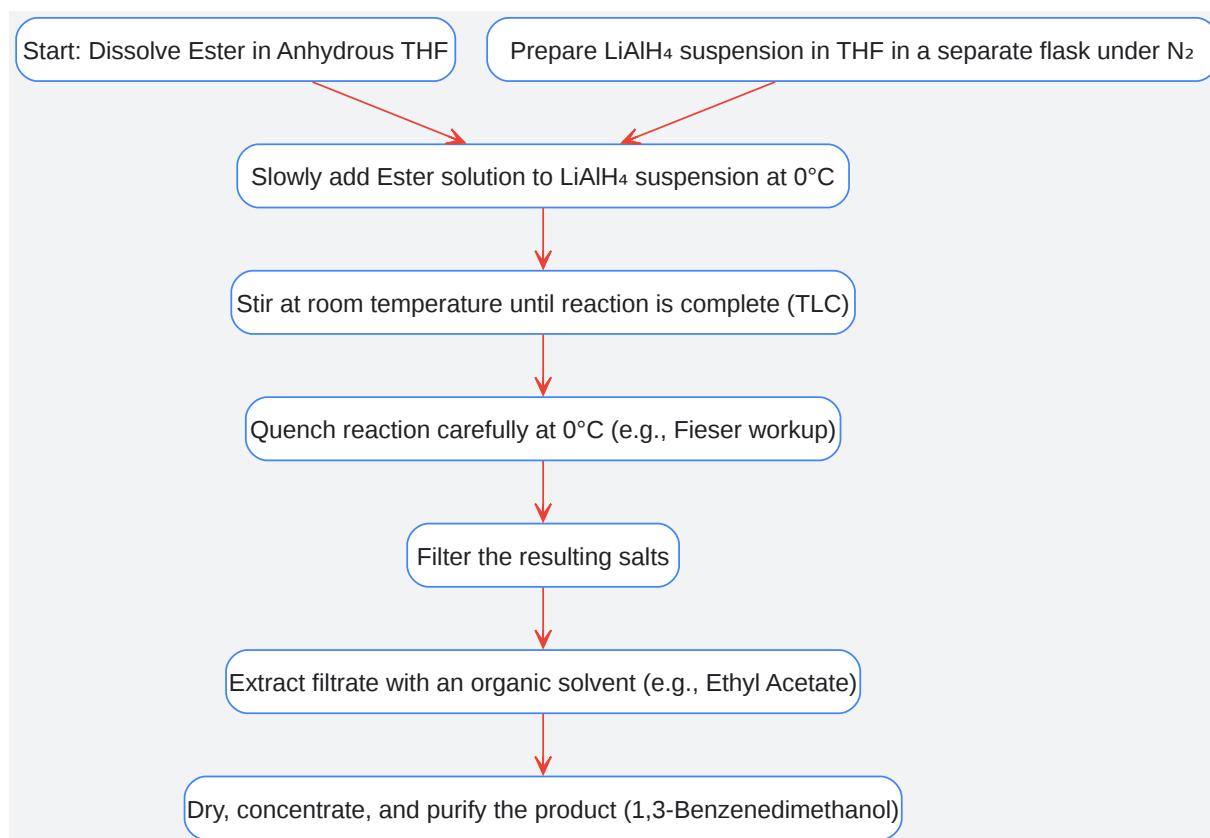 Start: Dissolve Ester in Anhydrous THF
Prepare LiAlH₄ suspension in THF in a separate flask under N₂
Slowly add Ester solution to LiAlH₄ suspension at 0°C
Stir at room temperature until reaction is complete (TLC)
Quench reaction carefully at 0°C (e.g., Fieser workup)
Filter the resulting salts
Extract filtrate with an organic solvent (e.g., Ethyl Acetate)
Dry, concentrate, and purify the product (1,3-Benzenedimethanol)